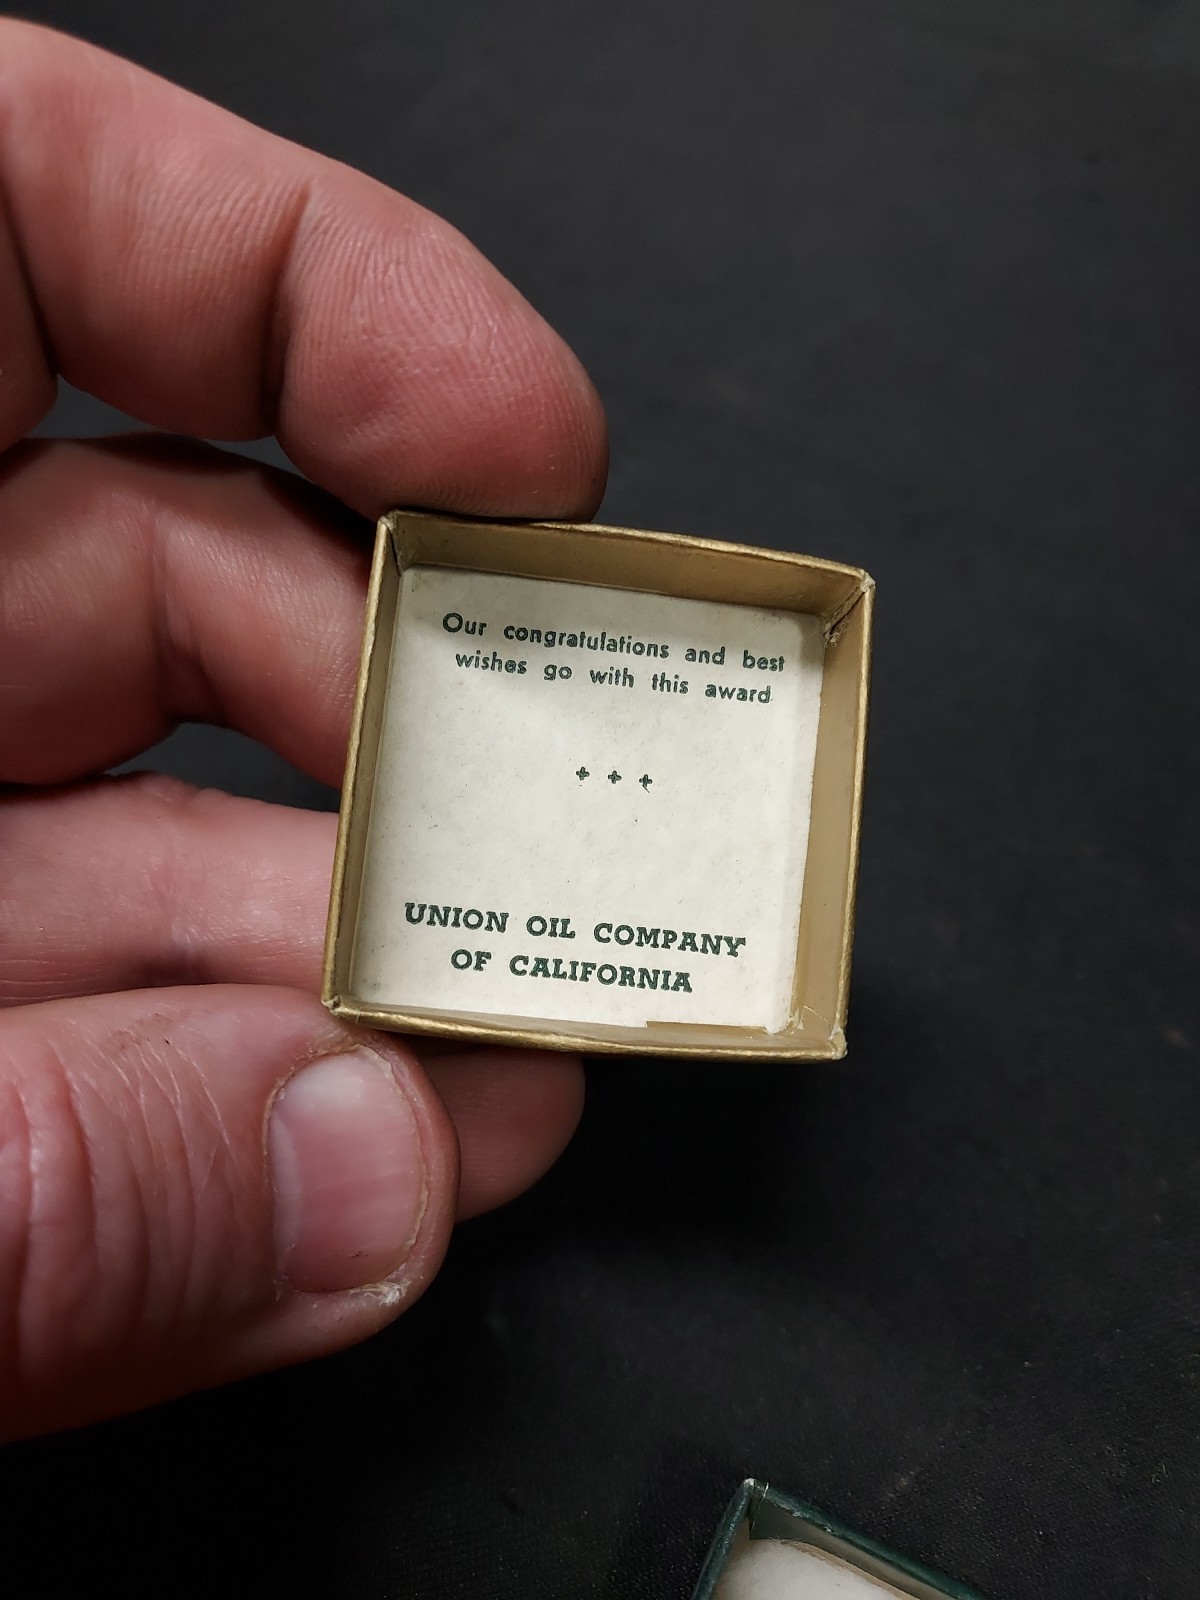 Our congratulations and best
wishes go with this award
+ + +
UNION OIL COMPANY
OF CALIFORNIA